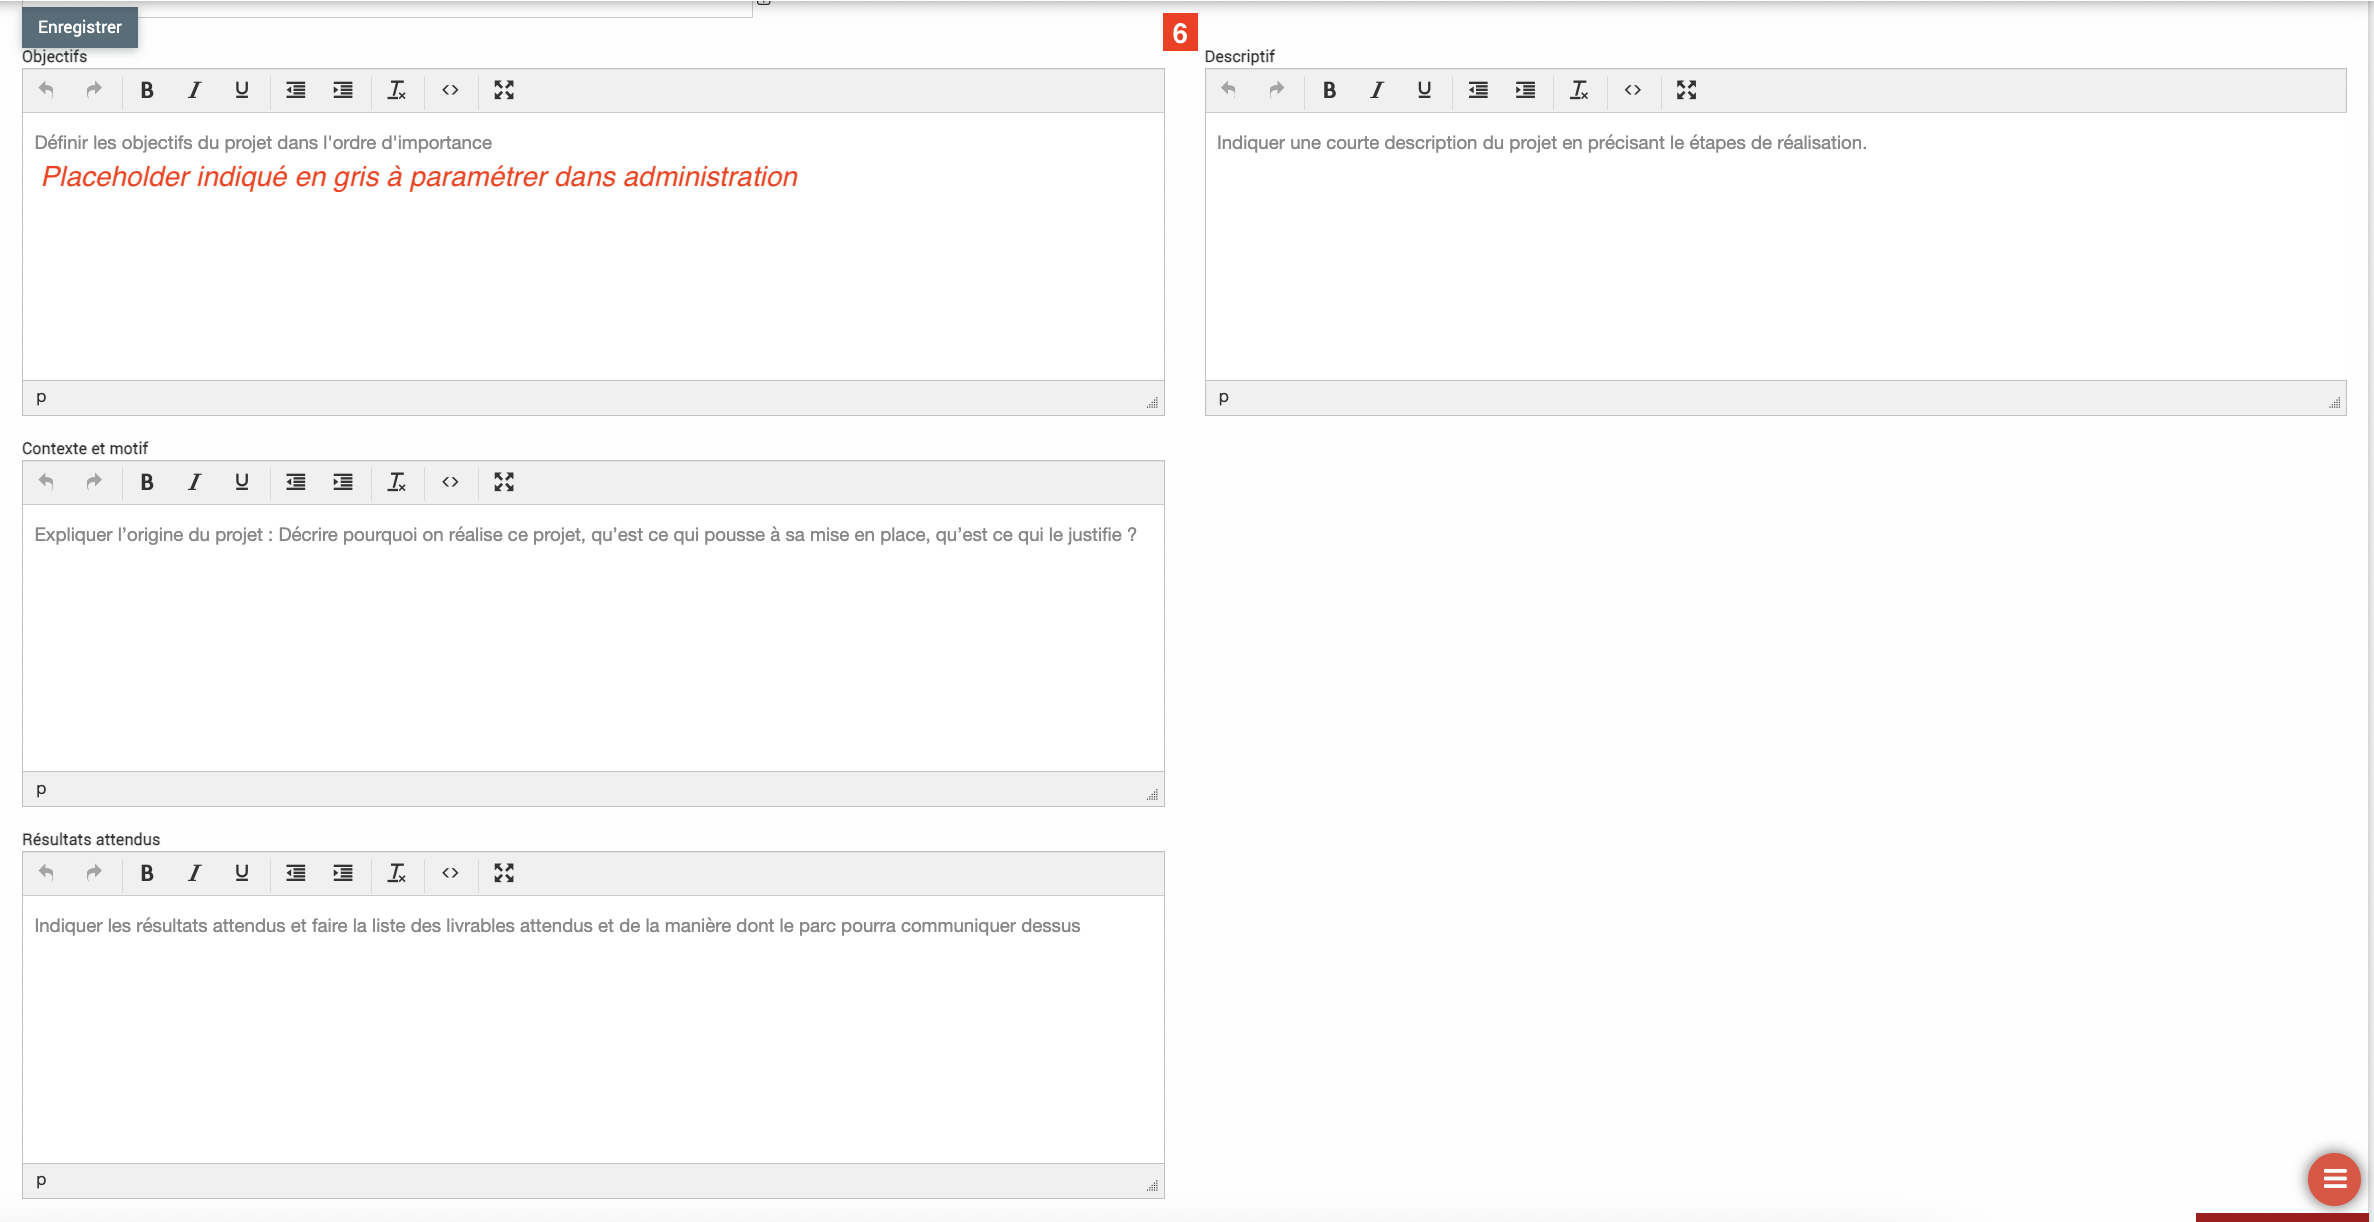 Enregistrer
6
Objectifs
Définir les objectifs du projet dans l'ordre d'importance
Placeholder indiqué en gris à paramétrer dans administration
p
Descriptif
Indiquer une courte description du projet en précisant le étapes de réalisation.
p
Contexte et motif
Expliquer l’origine du projet : Décrire pourquoi on réalise ce projet, qu’est ce qui pousse à sa mise en place, qu’est ce qui le justifie ?
p
Résultats attendus
Indiquer les résultats attendus et faire la liste des livrables attendus et de la manière dont le parc pourra communiquer dessus
p